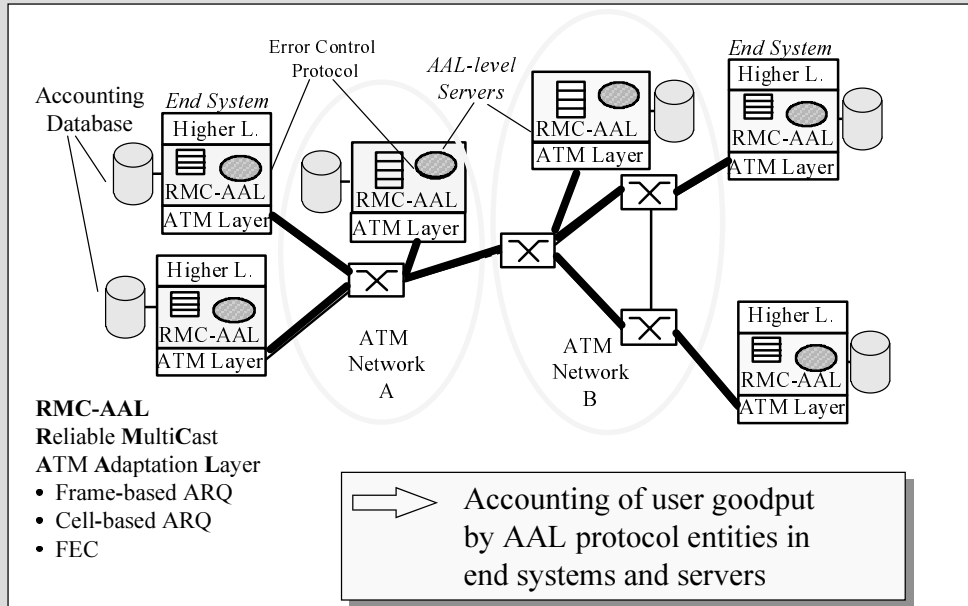 Error Control
Protocol
AAL-level
Servers
End System
Higher L.
RMC-AAL
ATM Layer
Accounting
Database
End System
Higher L.
RMC-AAL
ATM Layer
RMC-AAL
ATM Layer
RMC-AAL
ATM Layer
Higher L.
RMC-AAL
ATM Layer
ATM
Network
A
ATM
Network
B
Higher L.
RMC-AAL
ATM Layer
RMC-AAL
Reliable MultiCast
ATM Adaptation Layer
• Frame-based ARQ
• Cell-based ARQ
• FEC
Accounting of user goodput
by AAL protocol entities in
end systems and servers